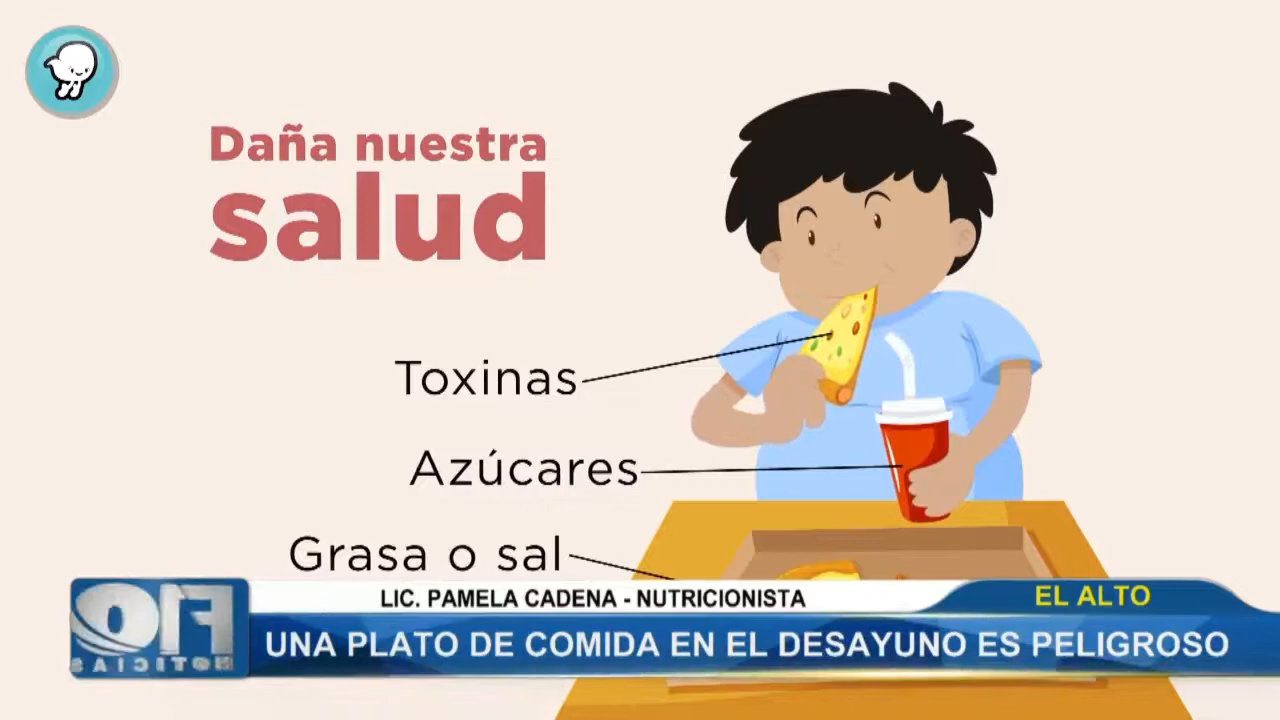 Daña nuestra
salud
Toxinas
Azúcares
Grasa o sal
LIC. PAMELA CADENA - NUTRICIONISTA
EL ALTO
UNA PLATO DE COMIDA EN EL DESAYUNO ES PELIGROSO
NOTICIAS